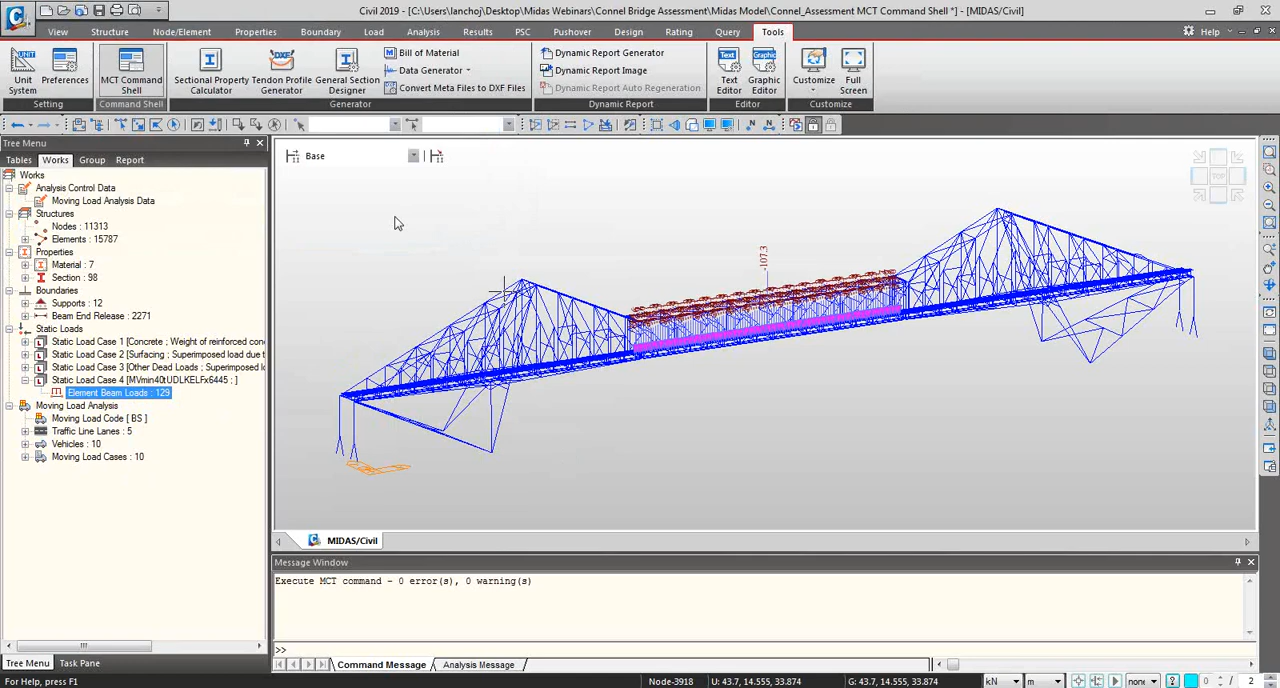 Civil 2019 - [C:\Users\lanchoj\Desktop\Midas Webinars\Connel Bridge Assessment\Midas Model\Connel_Assessment MCT Command Shell *] - [MIDAS/Civil]
View Structure Node/Element Properties Boundary Load Analysis Results PSC Pushover Design Rating Query Tools Help
Unit System
Preferences
Setting
MCT Command Shell
Command Shell
Sectional Property Calculator
Tendon Profile Generator
General Section Designer
Bill of Material
Data Generator
Convert Meta Files to DXF Files
Generator
Dynamic Report Generator
Dynamic Report Image
Dynamic Report Auto Regeneration
Dynamic Report
Text Editor
Graphic Editor
Editor
Customize
Full Screen
Customize
Tree Menu
Tables Works Group Report
Works
Analysis Control Data
Moving Load Analysis Data
Structures
Nodes : 11313
Elements : 15787
Properties
Material : 7
Section : 98
Boundaries
Supports : 12
Beam End Release : 2271
Static Loads
Static Load Case 1 [Concrete ; Weight of reinforced conc
Static Load Case 2 [Surfacing ; Superimposed load due t
Static Load Case 3 [Other Dead Loads ; Superimposed lo
Static Load Case 4 [MVmin40tUDLKELFx6445 ; ]
Element Beam Loads : 129
Moving Load Analysis
Moving Load Code [ BS ]
Traffic Line Lanes : 5
Vehicles : 10
Moving Load Cases : 10
Base
TOP
-107.3
MIDAS/Civil
Message Window
Execute MCT command - 0 error(s), 0 warning(s)
>>
Tree Menu Task Pane
Command Message Analysis Message
For Help, press F1
Node-3918
U: 43.7, 14.555, 33.874
G: 43.7, 14.555, 33.874
kN
m
none
0 / 2